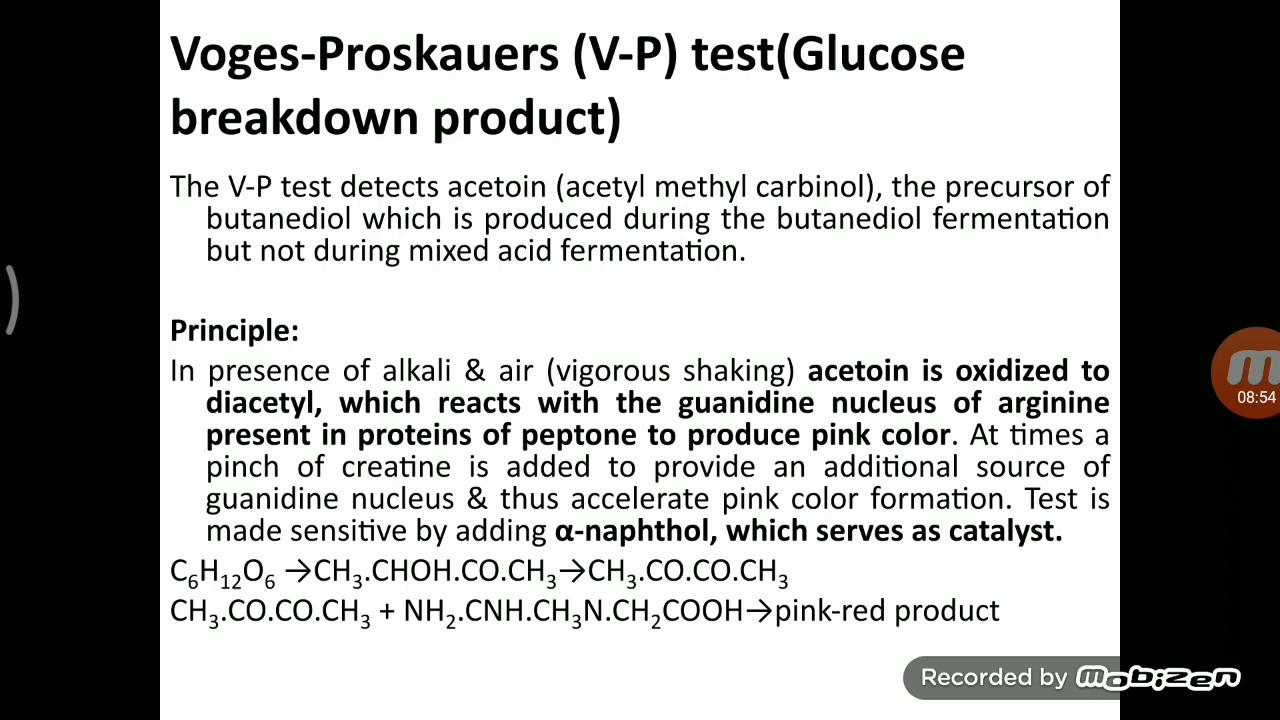 Voges-Proskauers (V-P) test(Glucose
breakdown product)
The V-P test detects acetoin (acetyl methyl carbinol), the precursor of
butanediol which is produced during the butanediol fermentation
but not during mixed acid fermentation.
Principle:
In presence of alkali & air (vigorous shaking) acetoin is oxidized to
diacetyl, which reacts with the guanidine nucleus of arginine
present in proteins of peptone to produce pink color. At times a
pinch of creatine is added to provide an additional source of
guanidine nucleus & thus accelerate pink color formation. Test is
made sensitive by adding α-naphthol, which serves as catalyst.
C₆H₁₂O₆ →CH₃.CHOH.CO.CH₃→CH₃.CO.CO.CH₃
CH₃.CO.CO.CH₃ + NH₂.CNH.CH₃N.CH₂COOH→pink-red product
08:54
Recorded by Mobizen